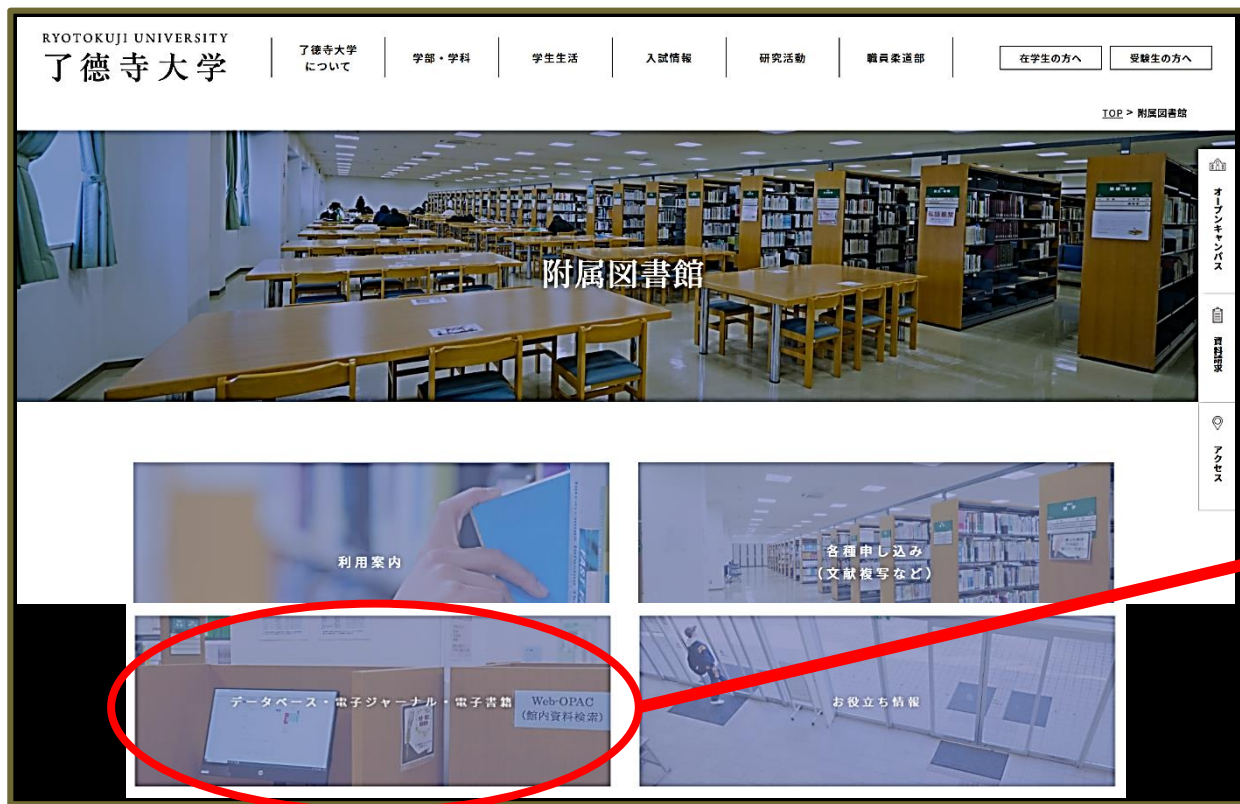 RYOTOKUJI UNIVERSITY
了徳寺大学
了徳寺大学
について
学部・学科
学生生活
入試情報
研究活動
職員柔道部
在学生の方へ
受験生の方へ
TOP > 附属図書館
附属図書館
オープンキャンパス
資料請求
アクセス
利用案内
各種申し込み
(文献複写など)
データベース・電子ジャーナル・電子書籍
Web-OPAC
(館内資料検索)
お役立ち情報